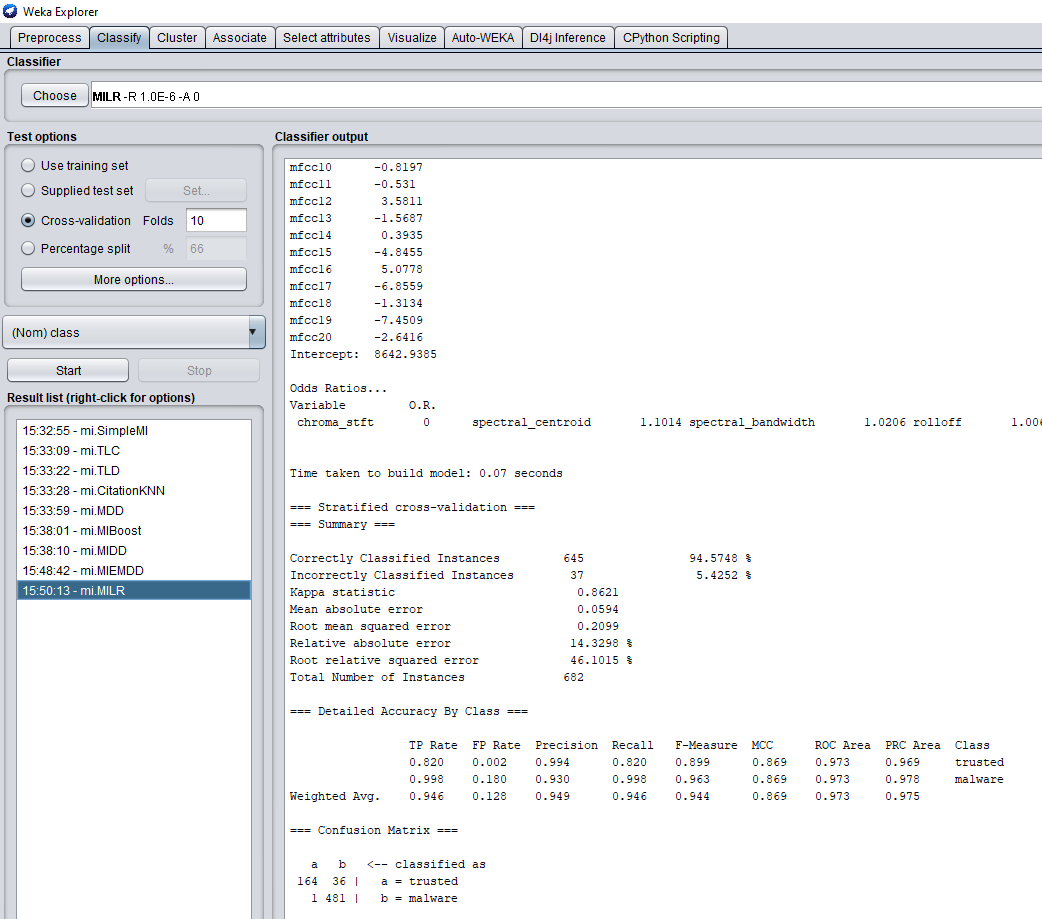 Weka Explorer
Preprocess Classify Cluster Associate Select attributes Visualize Auto-WEKA Dl4j Inference CPython Scripting
Classifier
Choose MILR -R 1.0E-6 -A 0
Test options
Use training set
Supplied test set Set...
Cross-validation Folds 10
Percentage split % 66
More options...
(Nom) class
Start Stop
Result list (right-click for options)
15:32:55 - mi.SimpleMI
15:33:09 - mi.TLC
15:33:22 - mi.TLD
15:33:28 - mi.CitationKNN
15:33:59 - mi.MDD
15:38:01 - mi.MIBoost
15:38:10 - mi.MIDD
15:48:42 - mi.MIEMDD
15:50:13 - mi.MILR
Classifier output
mfcc10 -0.8197
mfcc11 -0.531
mfcc12 3.5811
mfcc13 -1.5687
mfcc14 0.3935
mfcc15 -4.8455
mfcc16 5.0778
mfcc17 -6.8559
mfcc18 -1.3134
mfcc19 -7.4509
mfcc20 -2.6416
Intercept: 8642.9385
Odds Ratios...
Variable O.R.
chroma_stft 0 spectral_centroid 1.1014 spectral_bandwidth 1.0206 rolloff 1.006
Time taken to build model: 0.07 seconds
=== Stratified cross-validation ===
=== Summary ===
Correctly Classified Instances 645 94.5748 %
Incorrectly Classified Instances 37 5.4252 %
Kappa statistic 0.8621
Mean absolute error 0.0594
Root mean squared error 0.2099
Relative absolute error 14.3298 %
Root relative squared error 46.1015 %
Total Number of Instances 682
=== Detailed Accuracy By Class ===
TP Rate FP Rate Precision Recall F-Measure MCC ROC Area PRC Area Class
0.820 0.002 0.994 0.820 0.899 0.869 0.973 0.969 trusted
0.998 0.180 0.930 0.998 0.963 0.869 0.973 0.978 malware
Weighted Avg. 0.946 0.128 0.949 0.946 0.944 0.869 0.973 0.975
=== Confusion Matrix ===
a b <-- classified as
164 36 | a = trusted
1 481 | b = malware